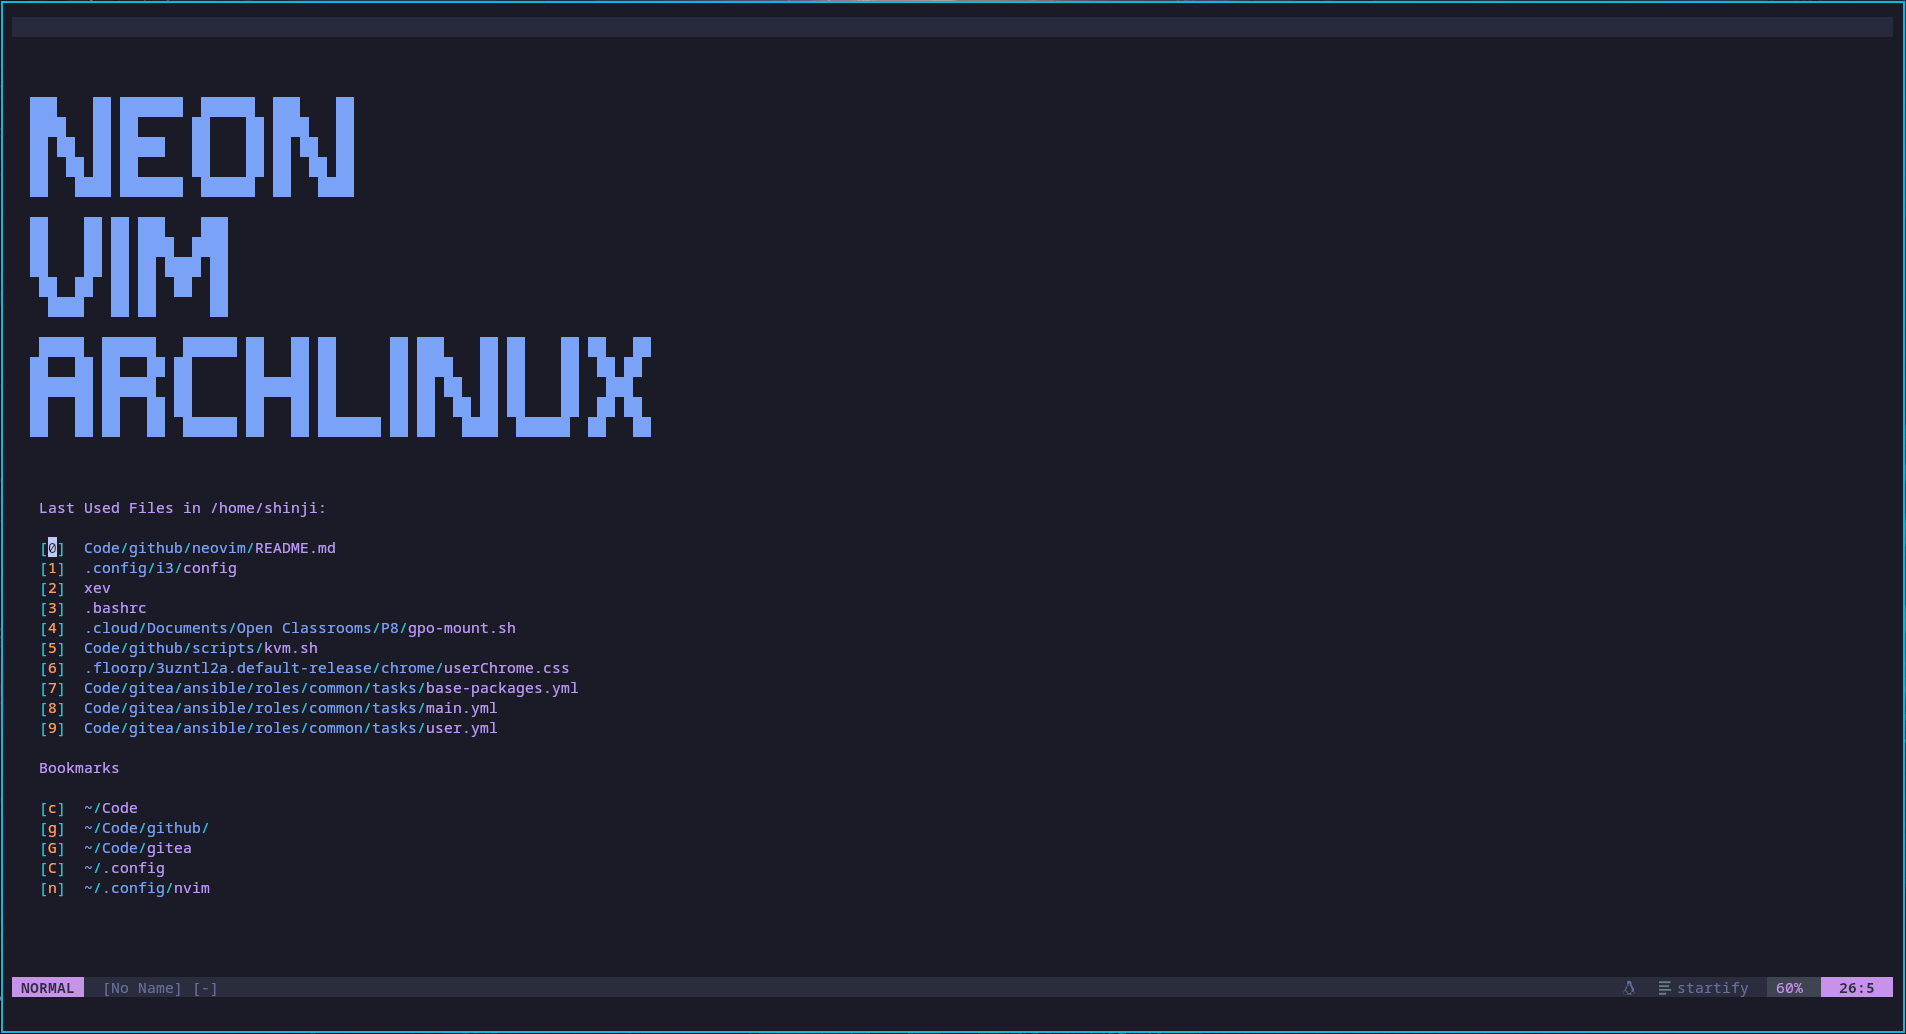 NEON
VIM
ARCHLINUX
Last Used Files in /home/shinji:
[0] Code/github/neovim/README.md
[1] .config/i3/config
[2] xev
[3] .bashrc
[4] .cloud/Documents/Open Classrooms/P8/gpo-mount.sh
[5] Code/github/scripts/kvm.sh
[6] .floorp/3uzntl2a.default-release/chrome/userChrome.css
[7] Code/gitea/ansible/roles/common/tasks/base-packages.yml
[8] Code/gitea/ansible/roles/common/tasks/main.yml
[9] Code/gitea/ansible/roles/common/tasks/user.yml
Bookmarks
[c] ~/Code
[g] ~/Code/github/
[G] ~/Code/gitea
[C] ~/.config
[n] ~/.config/nvim
NORMAL [No Name] [-] startify 60% 26:5